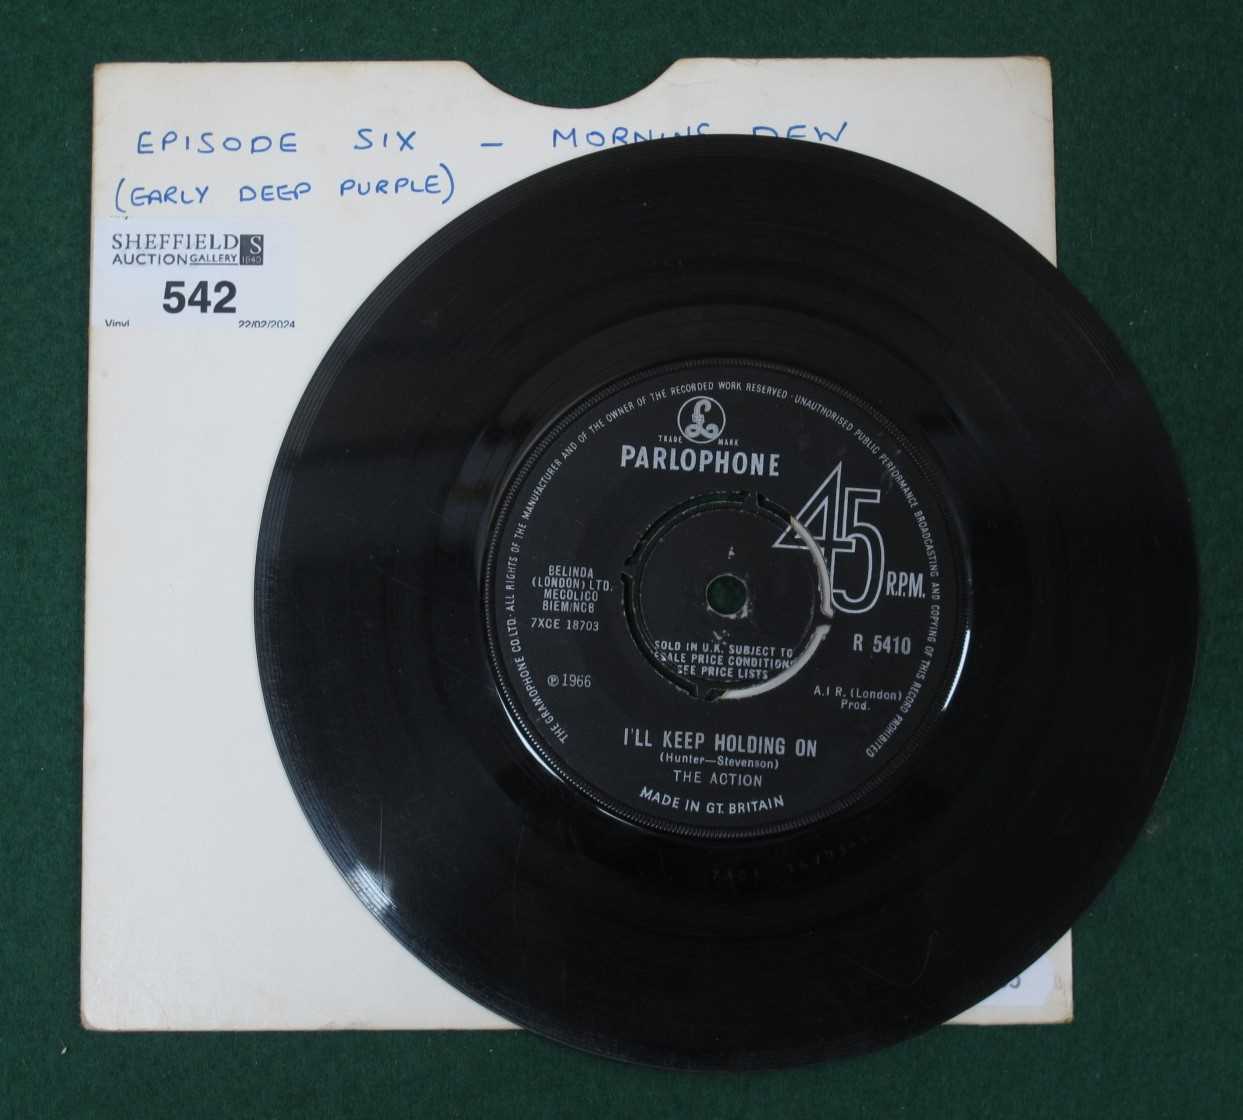 EPISODE SIX – MORNING DEW
(EARLY DEEP PURPLE)
SHEFFIELD S
AUCTION GALLERY 1840
542
Vinyl 22/02/2024
THE GRAMOPHONE CO. LTD. · ALL RIGHTS OF THE MANUFACTURER AND OF THE OWNER OF THE RECORDED WORK RESERVED · UNAUTHORISED PUBLIC PERFORMANCE BROADCASTING AND COPYING OF THIS RECORD PROHIBITED
TRADE MARK
PARLOPHONE
45 R.P.M.
BELINDA
(LONDON) LTD.
MECOLICO
BIEM/NCB
7XCE 18703
R 5410
SOLD IN U.K. SUBJECT TO
ESALE PRICE CONDITION
SEE PRICE LISTS
℗ 1966
A.I R. (London)
Prod.
I'LL KEEP HOLDING ON
(Hunter—Stevenson)
THE ACTION
MADE IN GT. BRITAIN